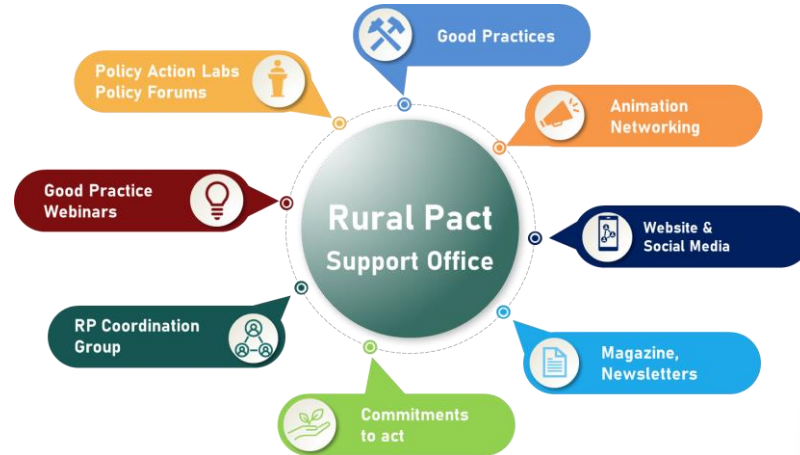 Good Practices
Policy Action Labs
Policy Forums
Animation
Networking
Good Practice
Webinars
Rural Pact
Support Office
Website &
Social Media
RP Coordination
Group
Magazine,
Newsletters
Commitments
to act